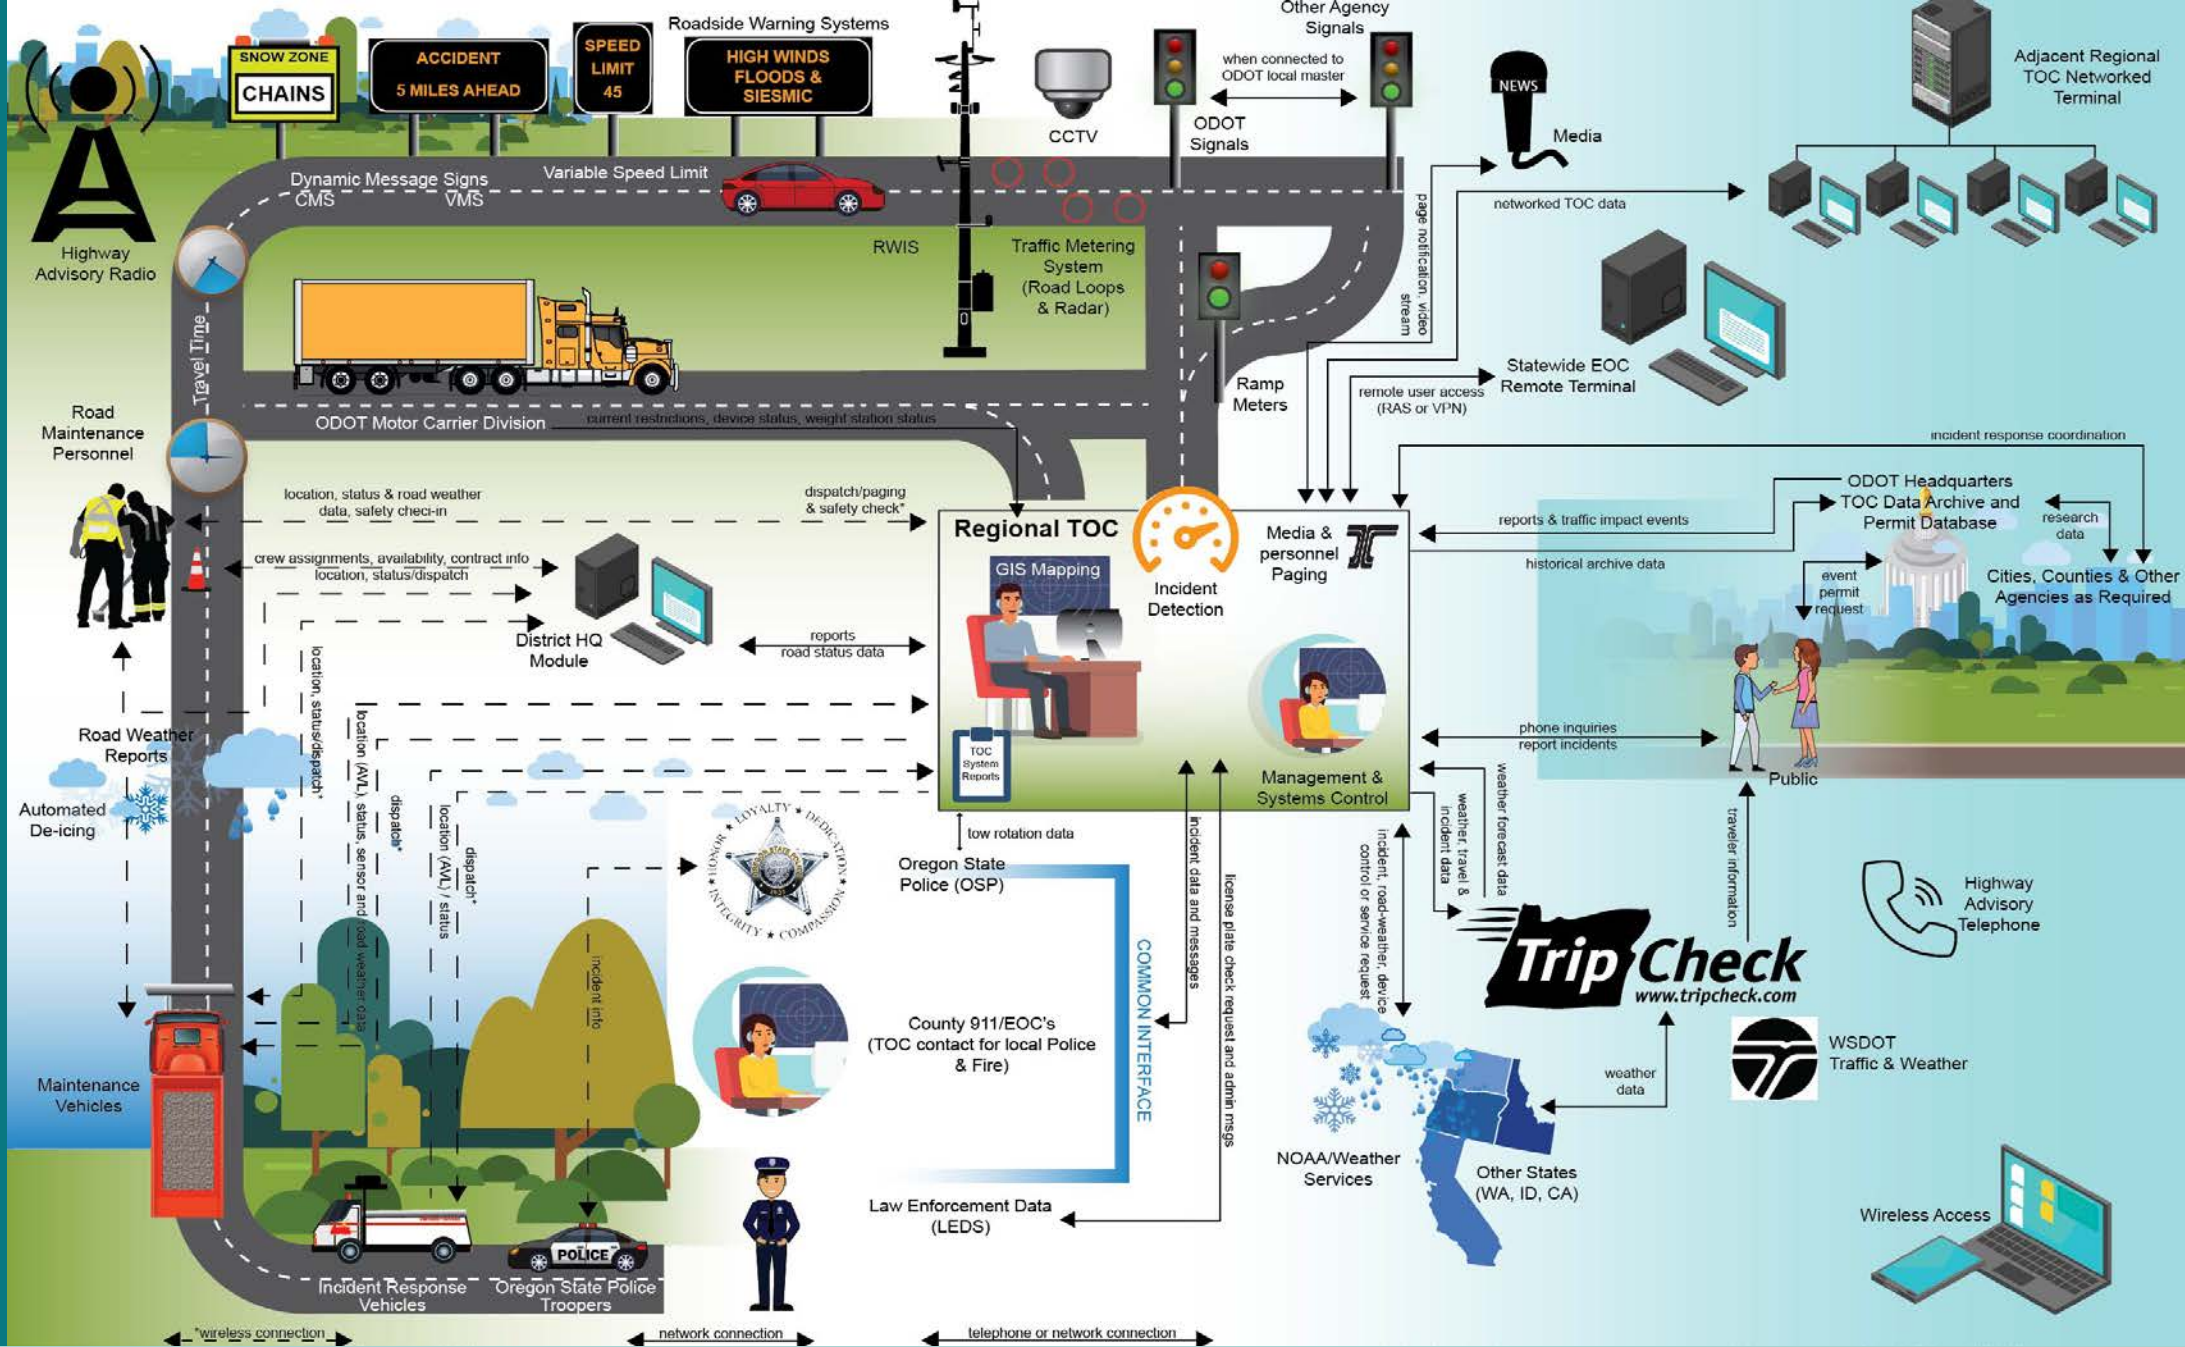 Roadside Warning Systems
Other Agency
Signals
SNOW ZONE
CHAINS
ACCIDENT
5 MILES AHEAD
SPEED
LIMIT
45
HIGH WINDS
FLOODS &
SIESMIC
CCTV
when connected to
ODOT local master
ODOT
Signals
NEWS
Media
Adjacent Regional
TOC Networked
Terminal
Dynamic Message Signs
CMS
VMS
Variable Speed Limit
Highway
Advisory Radio
RWIS
Traffic Metering
System
(Road Loops
& Radar)
page notification, video
stream
networked TOC data
Travel Time
Ramp
Meters
Statewide EOC
Remote Terminal
remote user access
(RAS or VPN)
ODOT Motor Carrier Division
current restrictions, device status, weight station status
Road
Maintenance
Personnel
location, status & road weather
data, safety checi-in
dispatch/paging
& safety check*
crew assignments, availability, contract info
location, status/dispatch
District HQ
Module
reports
road status data
Regional TOC
GIS Mapping
Incident
Detection
Media &
personnel
Paging
TOC
System
Reports
Management &
Systems Control
incident response coordination
ODOT Headquarters
TOC Data Archive and
Permit Database
reports & traffic impact events
historical archive data
research
data
event
permit
request
Cities, Counties & Other
Agencies as Required
phone inquiries
report incidents
Public
Road Weather
Reports
Automated
De-icing
location, status/dispatch*
location (AVL), status, sensor and road weather data
dispatch*
location (AVL) / status
dispatch*
incident info
HONOR ★ LOYALTY ★ DEDICATION ★ COMPASSION ★ INTEGRITY ★
tow rotation data
Oregon State
Police (OSP)
COMMON INTERFACE
County 911/EOC's
(TOC contact for local Police
& Fire)
Law Enforcement Data
(LEDS)
incident data and messages
license plate check request and admin msgs
incident, road-weather, device
control or service request
weather, travel &
incident data
weather forecast data
traveler information
TripCheck
www.tripcheck.com
Highway
Advisory
Telephone
WSDOT
Traffic & Weather
weather
data
NOAA/Weather
Services
Other States
(WA, ID, CA)
Wireless Access
Maintenance
Vehicles
POLICE
Incident Response
Vehicles
Oregon State Police
Troopers
*wireless connection
network connection
telephone or network connection